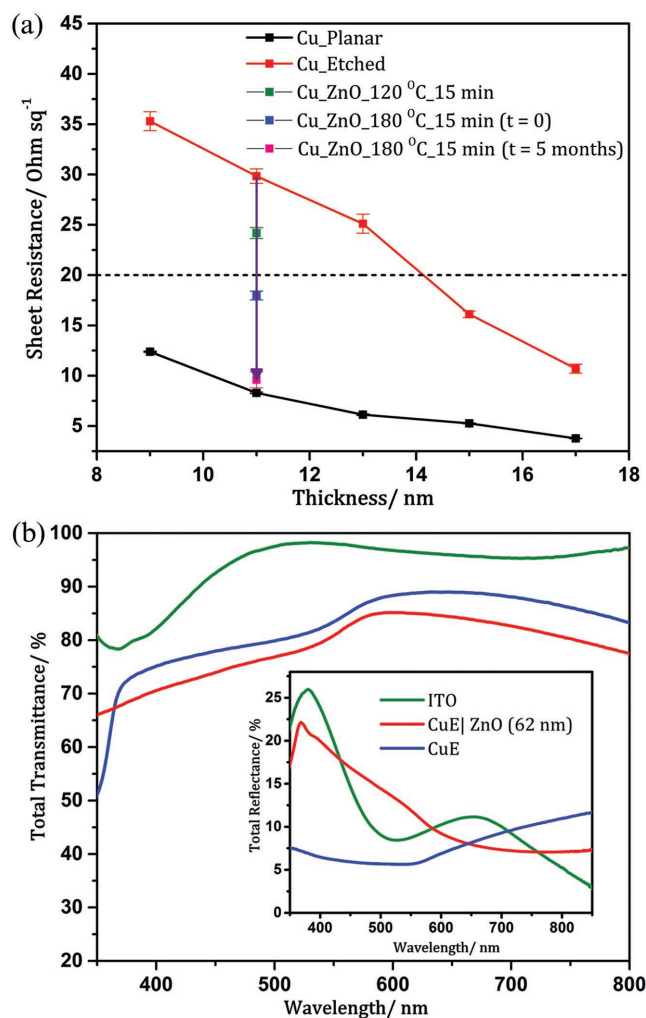 (a)
Cu_Planar
Cu_Etched
Cu_ZnO_120 ⁰C_15 min
Cu_ZnO_180 ⁰C_15 min (t = 0)
Cu_ZnO_180 ⁰C_15 min (t = 5 months)
Sheet Resistance/ Ohm sq⁻¹
45
40
35
30
25
20
15
10
5
8 10 12 14 16 18
Thickness/ nm
(b)
Total Transmittance/ %
100
90
80
70
60
50
40
30
20
400 500 600 700 800
Wavelength/ nm
ITO
CuE| ZnO (62 nm)
CuE
Total Reflectance/ %
25
20
15
10
5
0
400 500 600 700 800
Wavelength/ nm